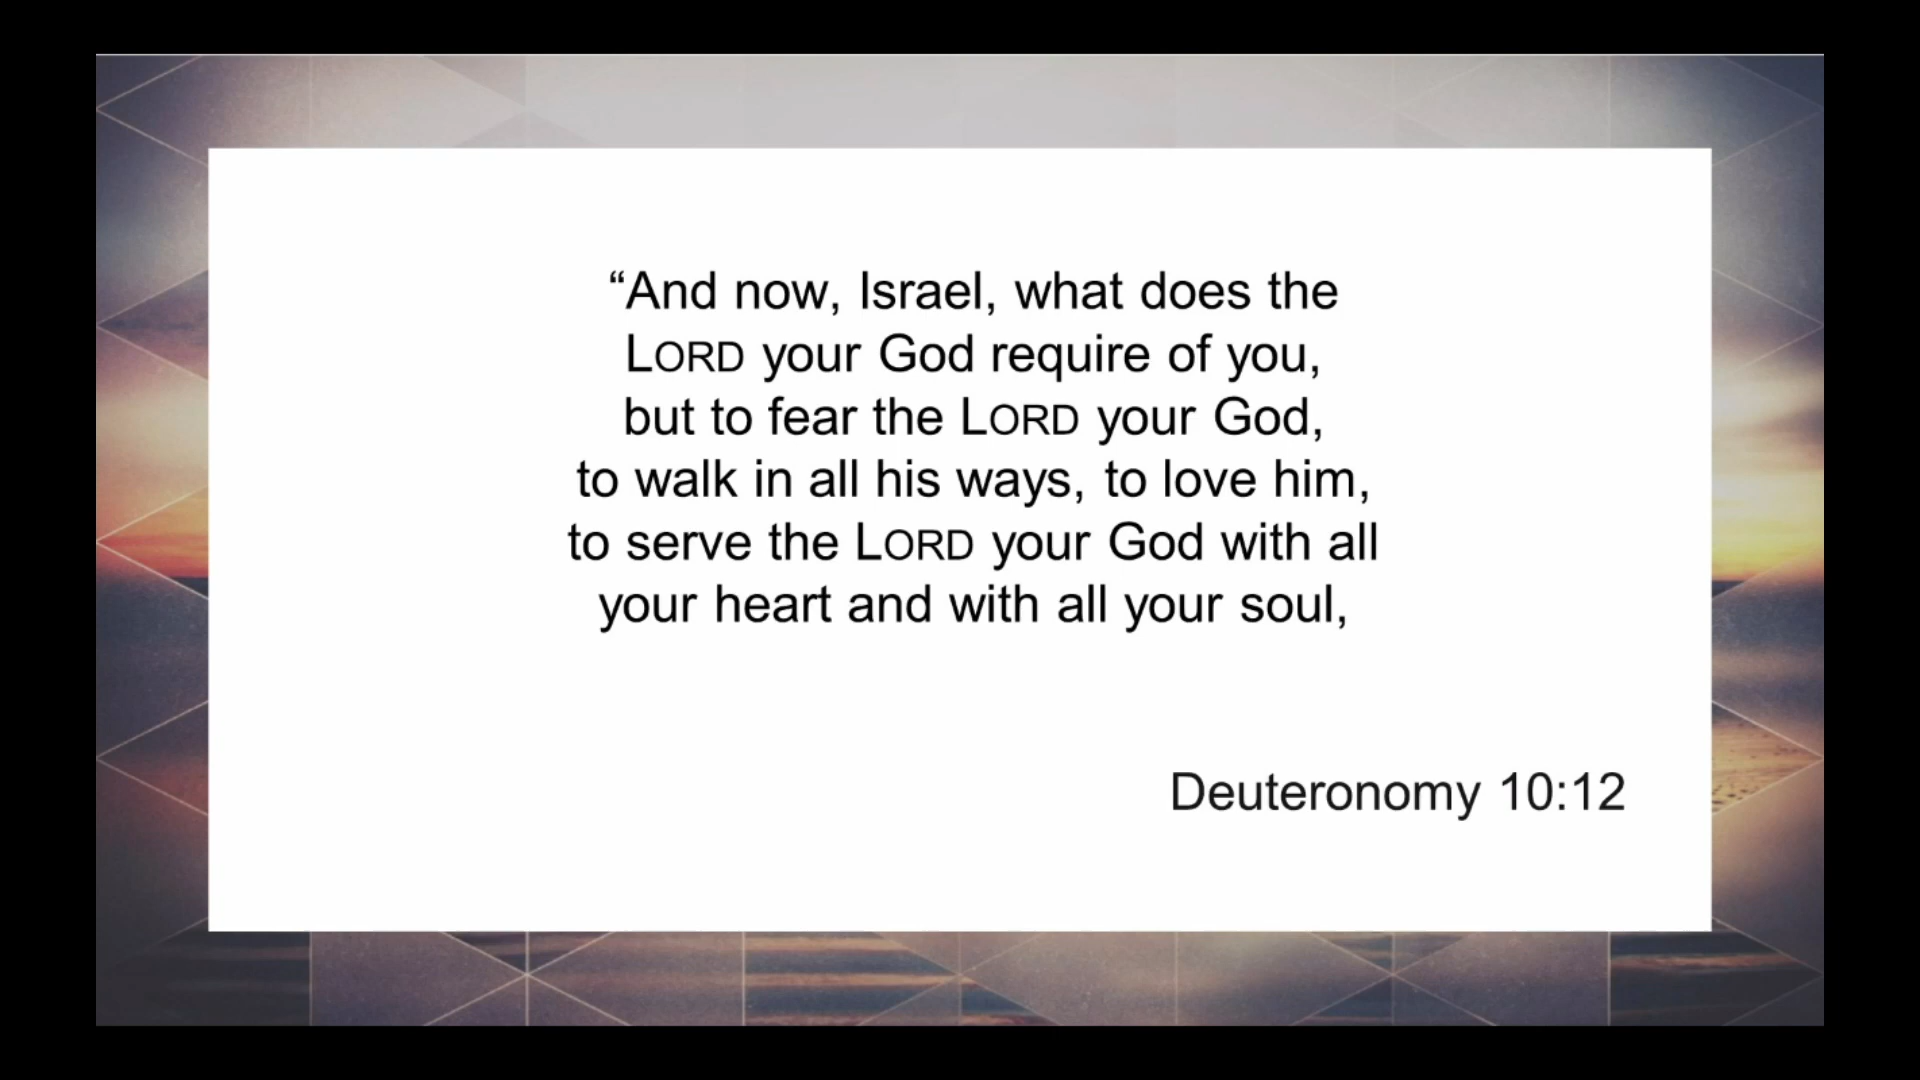 “And now, Israel, what does the
LORD your God require of you,
but to fear the LORD your God,
to walk in all his ways, to love him,
to serve the LORD your God with all
your heart and with all your soul,
Deuteronomy 10:12